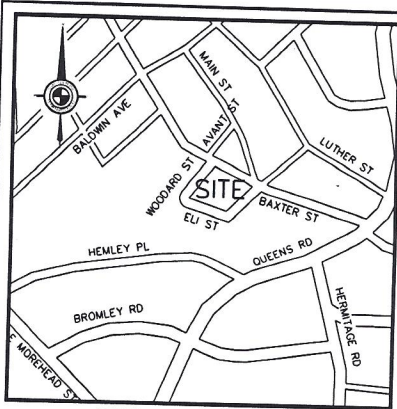 MAIN ST
BALDWIN AVE
AVANT ST
LUTHER ST
WOODARD ST
SITE
BAXTER ST
ELI ST
HEMLEY PL
QUEENS RD
BROMLEY RD
HERMITAGE RD
E MOREHEAD ST